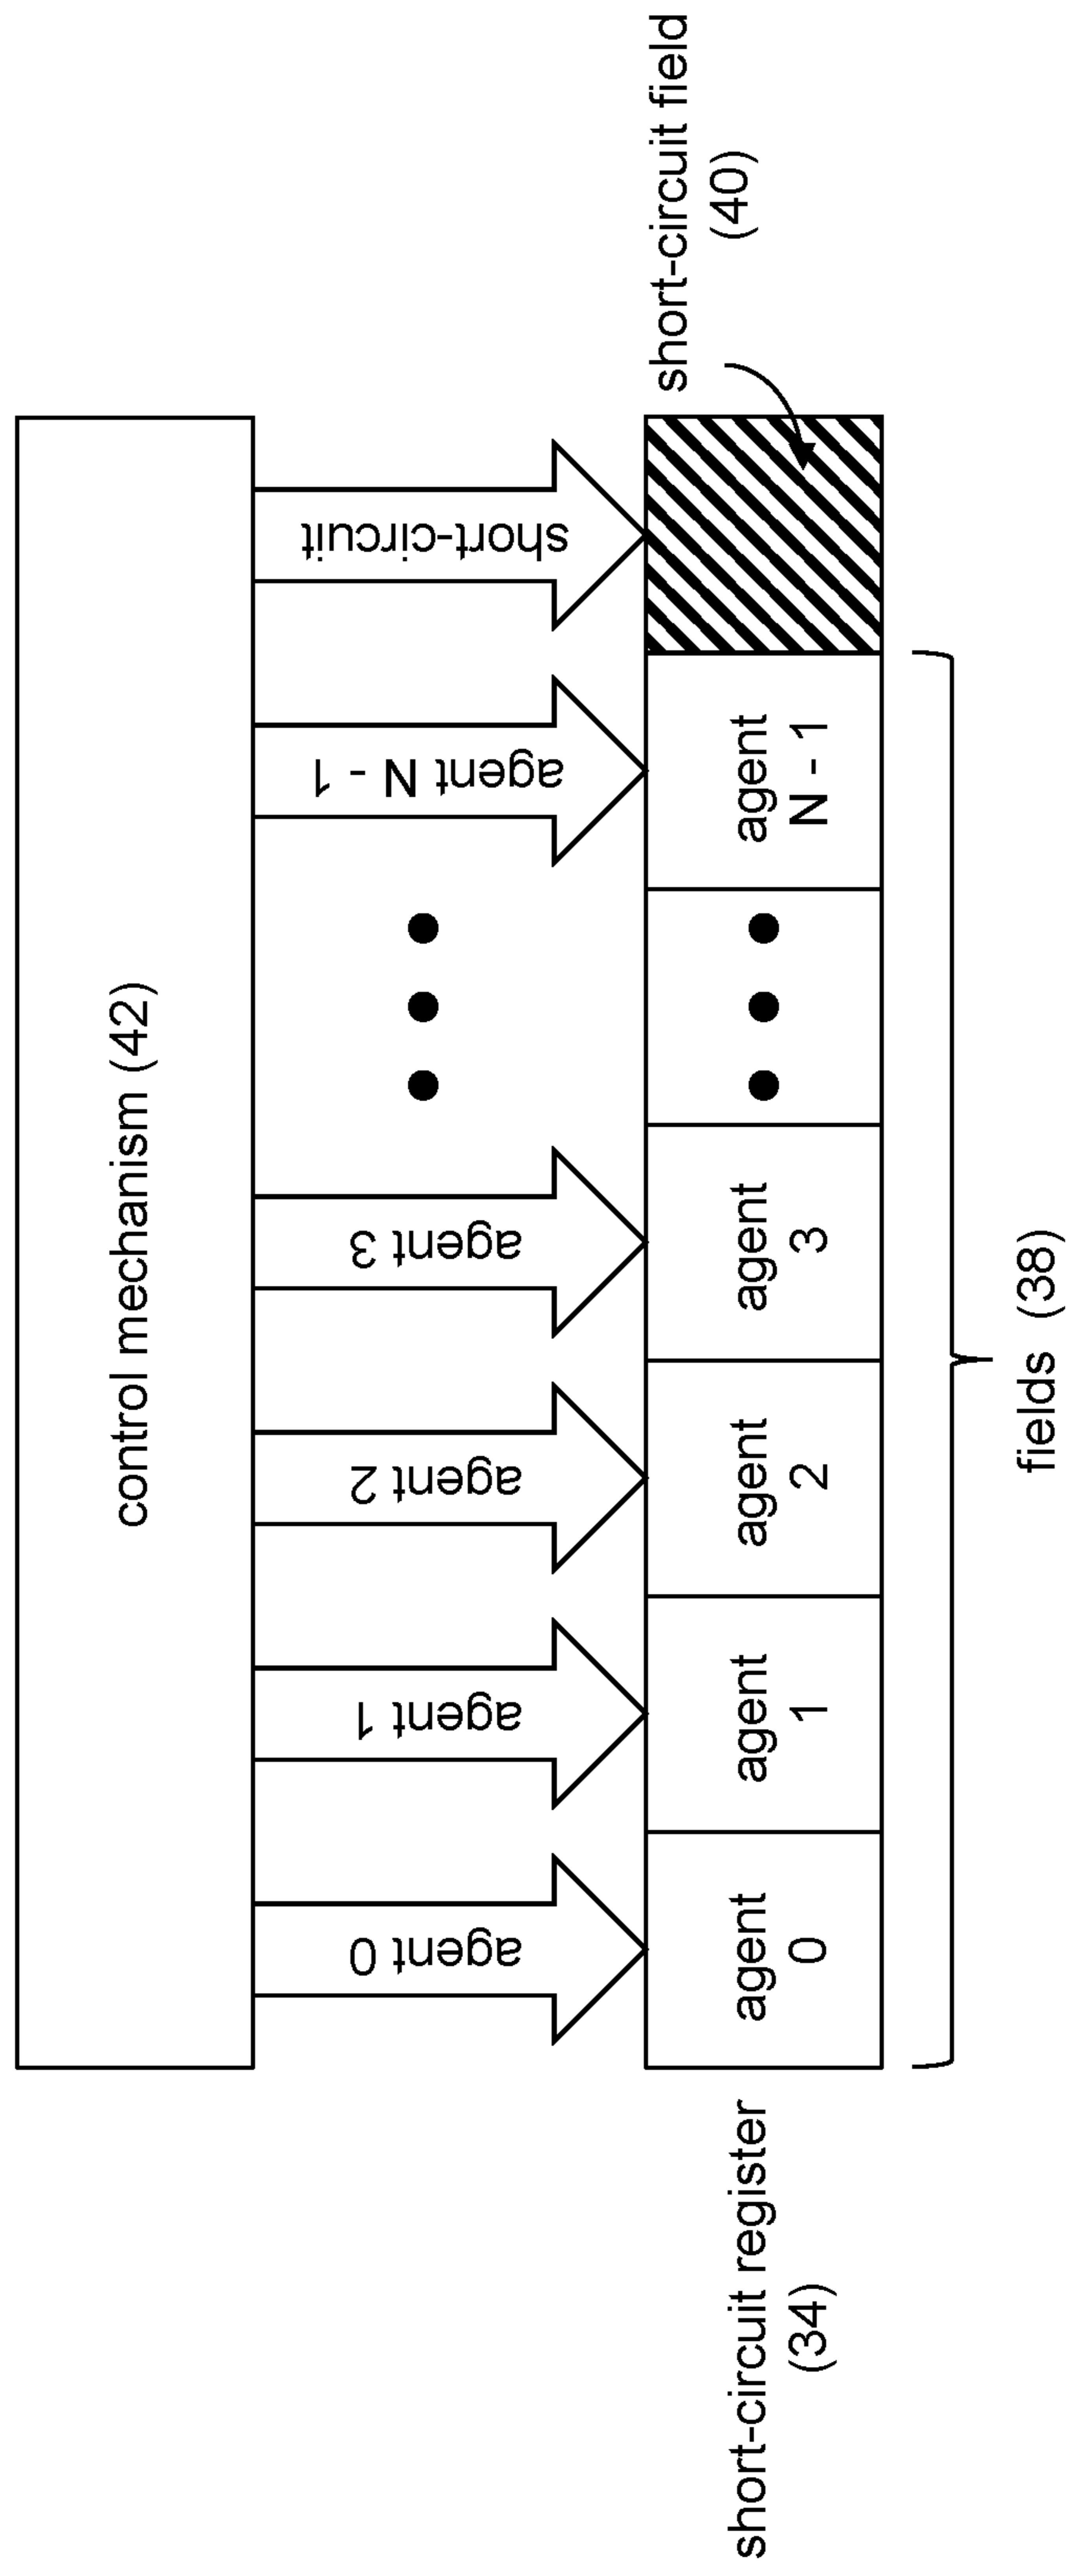 control mechanism (42)
agent 0
agent 1
agent 2
agent 3
agent N - 1
short-circuit
short-circuit register
(34)
agent
0
agent
1
agent
2
agent
3
agent
N - 1
short-circuit field
(40)
fields (38)